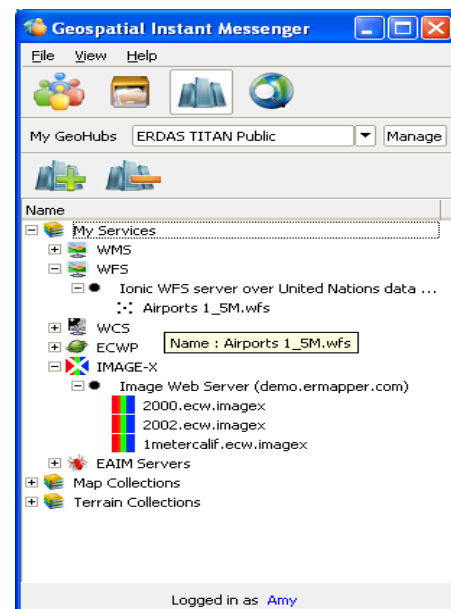 Geospatial Instant Messenger
File View Help
My GeoHubs ERDAS TITAN Public Manage
Name
My Services
WMS
WFS
Ionic WFS server over United Nations data ...
Airports 1_5M.wfs
WCS
Name : Airports 1_5M.wfs
ECWP
IMAGE-X
Image Web Server (demo.ermapper.com)
2000.ecw.imagex
2002.ecw.imagex
1metercalif.ecw.imagex
EAIM Servers
Map Collections
Terrain Collections
Logged in as Amy